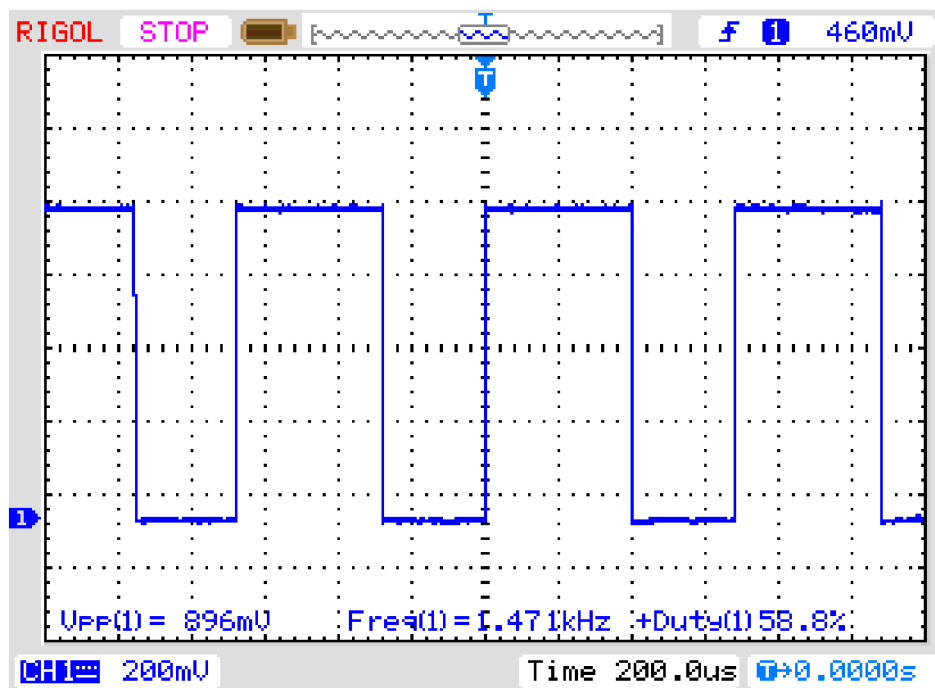 RIGOL STOP T ƒ 1 460mV
T
1
Vpp(1)= 896mV Freq(1)=1.471kHz +Duty(1)58.8%
CH1 200mV Time 200.0us T→0.0000s